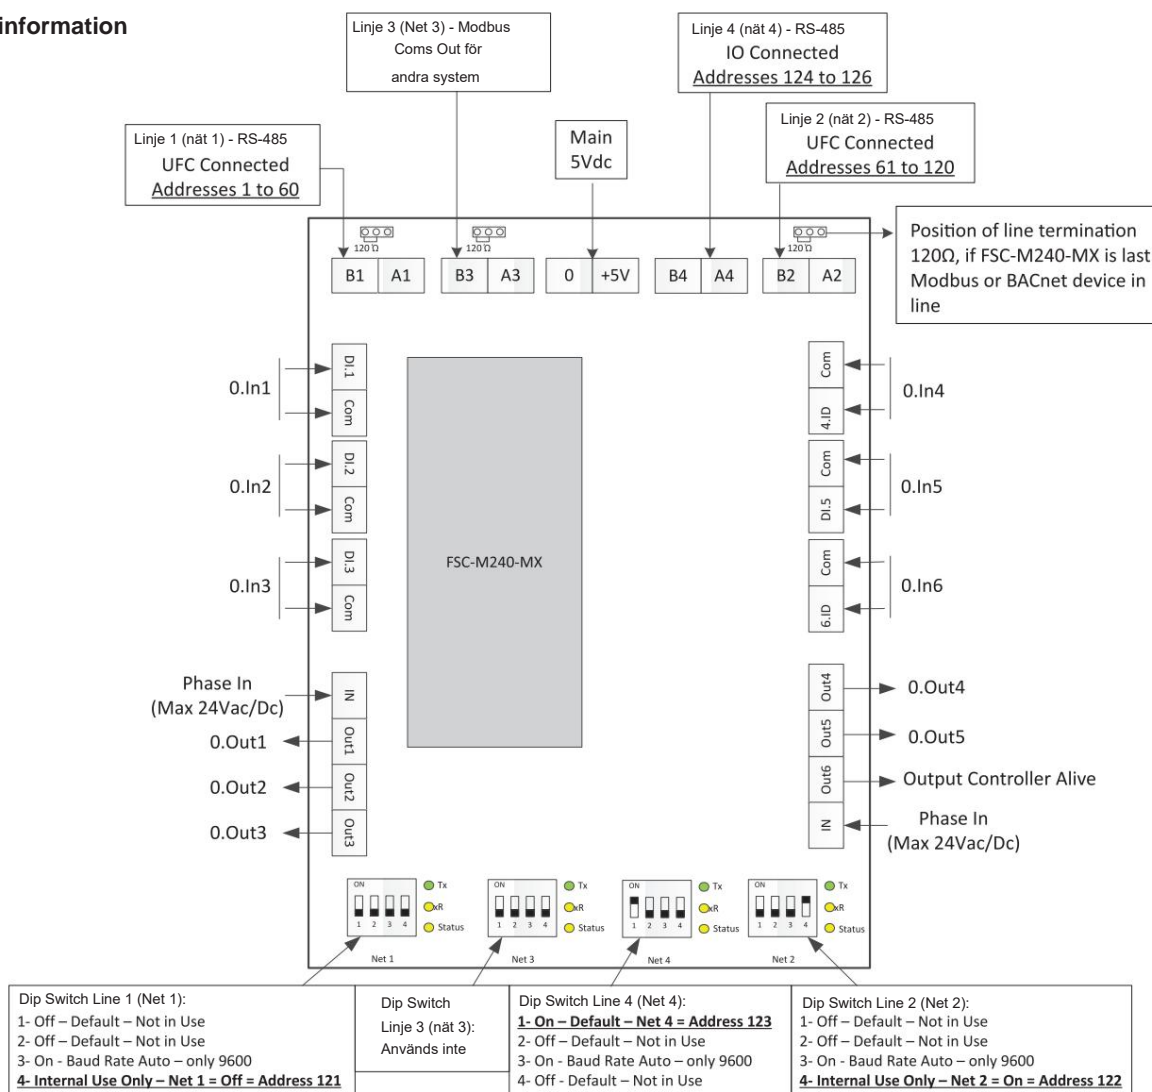 information
Linje 3 (Net 3) - Modbus
Coms Out för
andra system
Linje 4 (nät 4) - RS-485
IO Connected
Addresses 124 to 126
Linje 1 (nät 1) - RS-485
UFC Connected
Addresses 1 to 60
Main
5Vdc
Linje 2 (nät 2) - RS-485
UFC Connected
Addresses 61 to 120
Position of line termination
120Ω, if FSC-M240-MX is last
Modbus or BACnet device in
line
120 Ω
120 Ω
120 Ω
B1 A1 B3 A3 0 +5V B4 A4 B2 A2
0.In1
DI.1
Com
0.In2
DI.2
Com
0.In3
DI.3
Com
FSC-M240-MX
Com
4.ID
0.In4
Com
DI.5
0.In5
Com
6.ID
0.In6
Phase In
(Max 24Vac/Dc)
0.Out1
0.Out2
0.Out3
IN
Out1
Out2
Out3
Out4
Out5
Out6
IN
0.Out4
0.Out5
Output Controller Alive
Phase In
(Max 24Vac/Dc)
ON
1 2 3 4
Tx
xR
Status
Net 1
ON
1 2 3 4
Tx
xR
Status
Net 3
ON
1 2 3 4
Tx
xR
Status
Net 4
ON
1 2 3 4
Tx
xR
Status
Net 2
Dip Switch Line 1 (Net 1):
1- Off – Default – Not in Use
2- Off – Default – Not in Use
3- On - Baud Rate Auto – only 9600
4- Internal Use Only – Net 1 = Off = Address 121
Dip Switch
Linje 3 (nät 3):
Används inte
Dip Switch Line 4 (Net 4):
1- On – Default – Net 4 = Address 123
2- Off – Default – Not in Use
3- On - Baud Rate Auto – only 9600
4- Off - Default – Not in Use
Dip Switch Line 2 (Net 2):
1- Off – Default – Not in Use
2- Off – Default – Not in Use
3- On - Baud Rate Auto – only 9600
4- Internal Use Only – Net 2 = On = Address 122